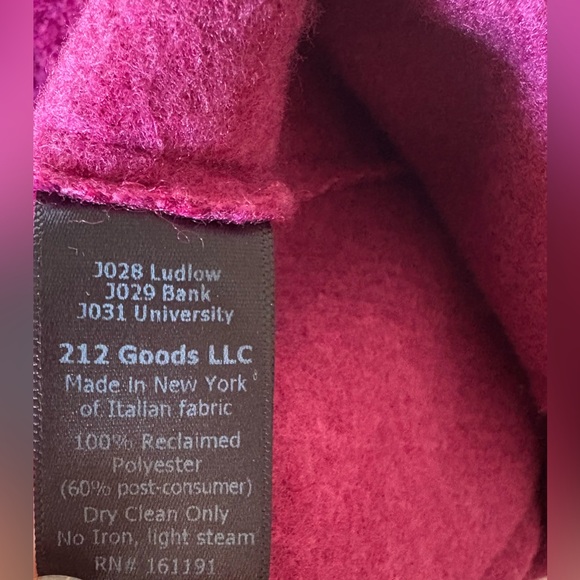 J028 Ludlow
J029 Bank
J031 University
212 Goods LLC
Made in New York
of Italian fabric
100% Reclaimed
Polyester
(60% post-consumer)
Dry Clean Only
No Iron, light steam
RN# 161191